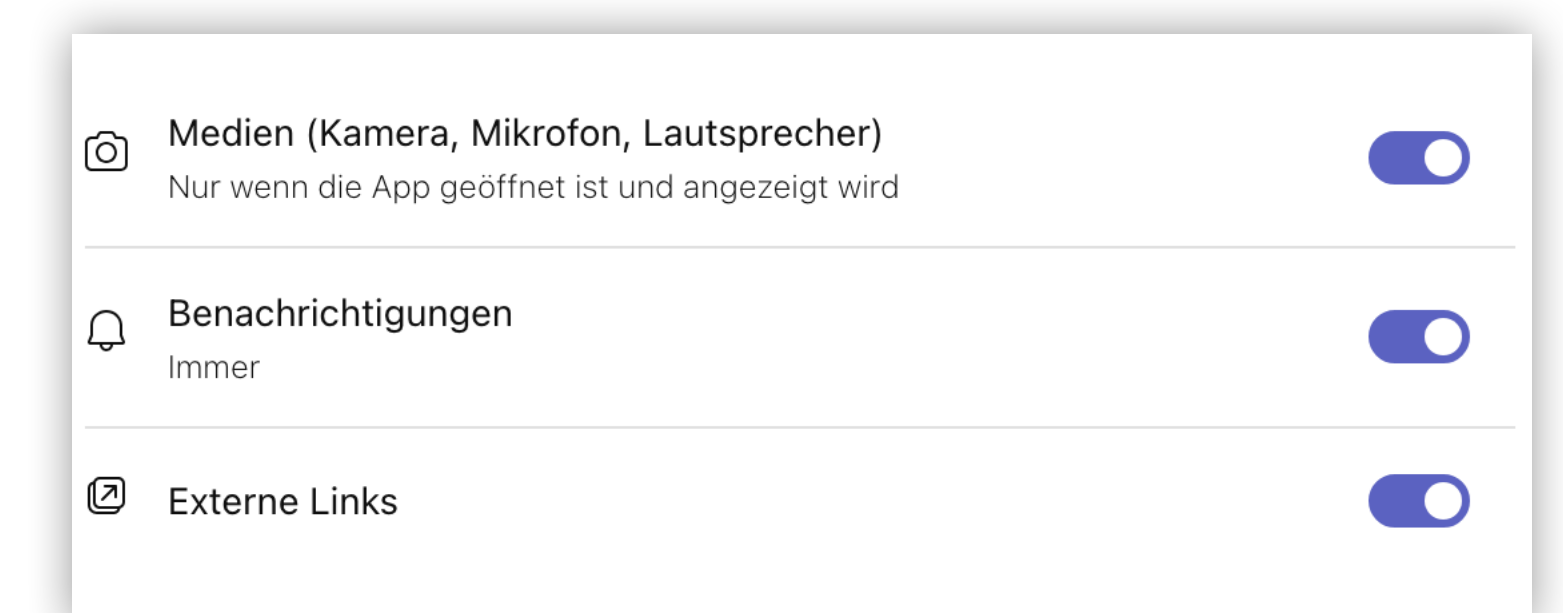 Medien (Kamera, Mikrofon, Lautsprecher)
Nur wenn die App geöffnet ist und angezeigt wird
Benachrichtigungen
Immer
Externe Links